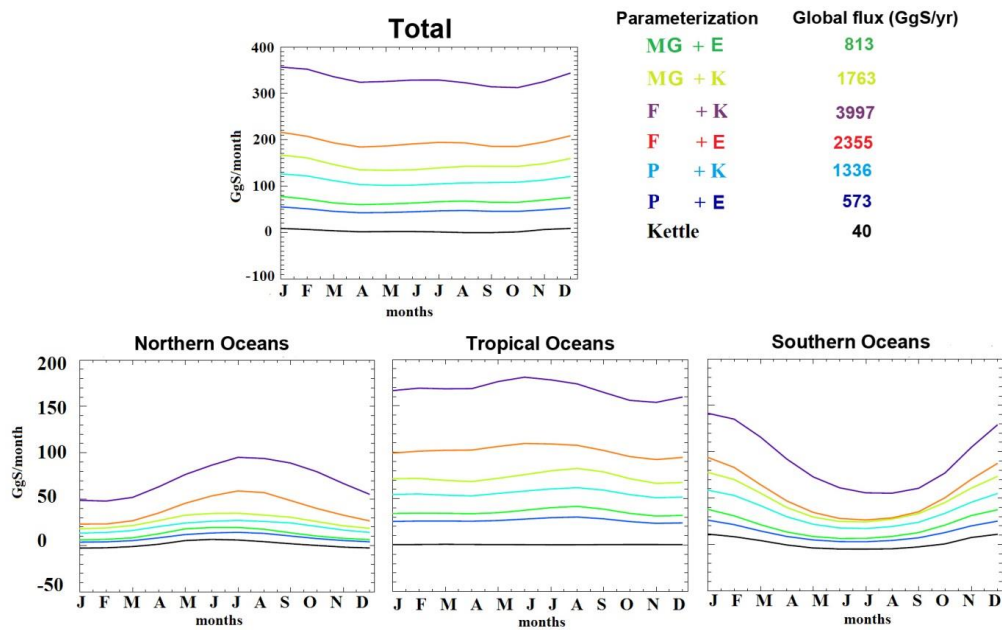 Total
Parameterization Global flux (GgS/yr)
MG + E 813
MG + K 1763
F + K 3997
F + E 2355
P + K 1336
P + E 573
Kettle 40
400
300
200
100
0
-100
GgS/month
J F M A M J J A S O N D
months
Northern Oceans Tropical Oceans Southern Oceans
200
150
100
50
0
-50
GgS/month
J F M A M J J A S O N D J F M A M J J A S O N D J F M A M J J A S O N D
months months months